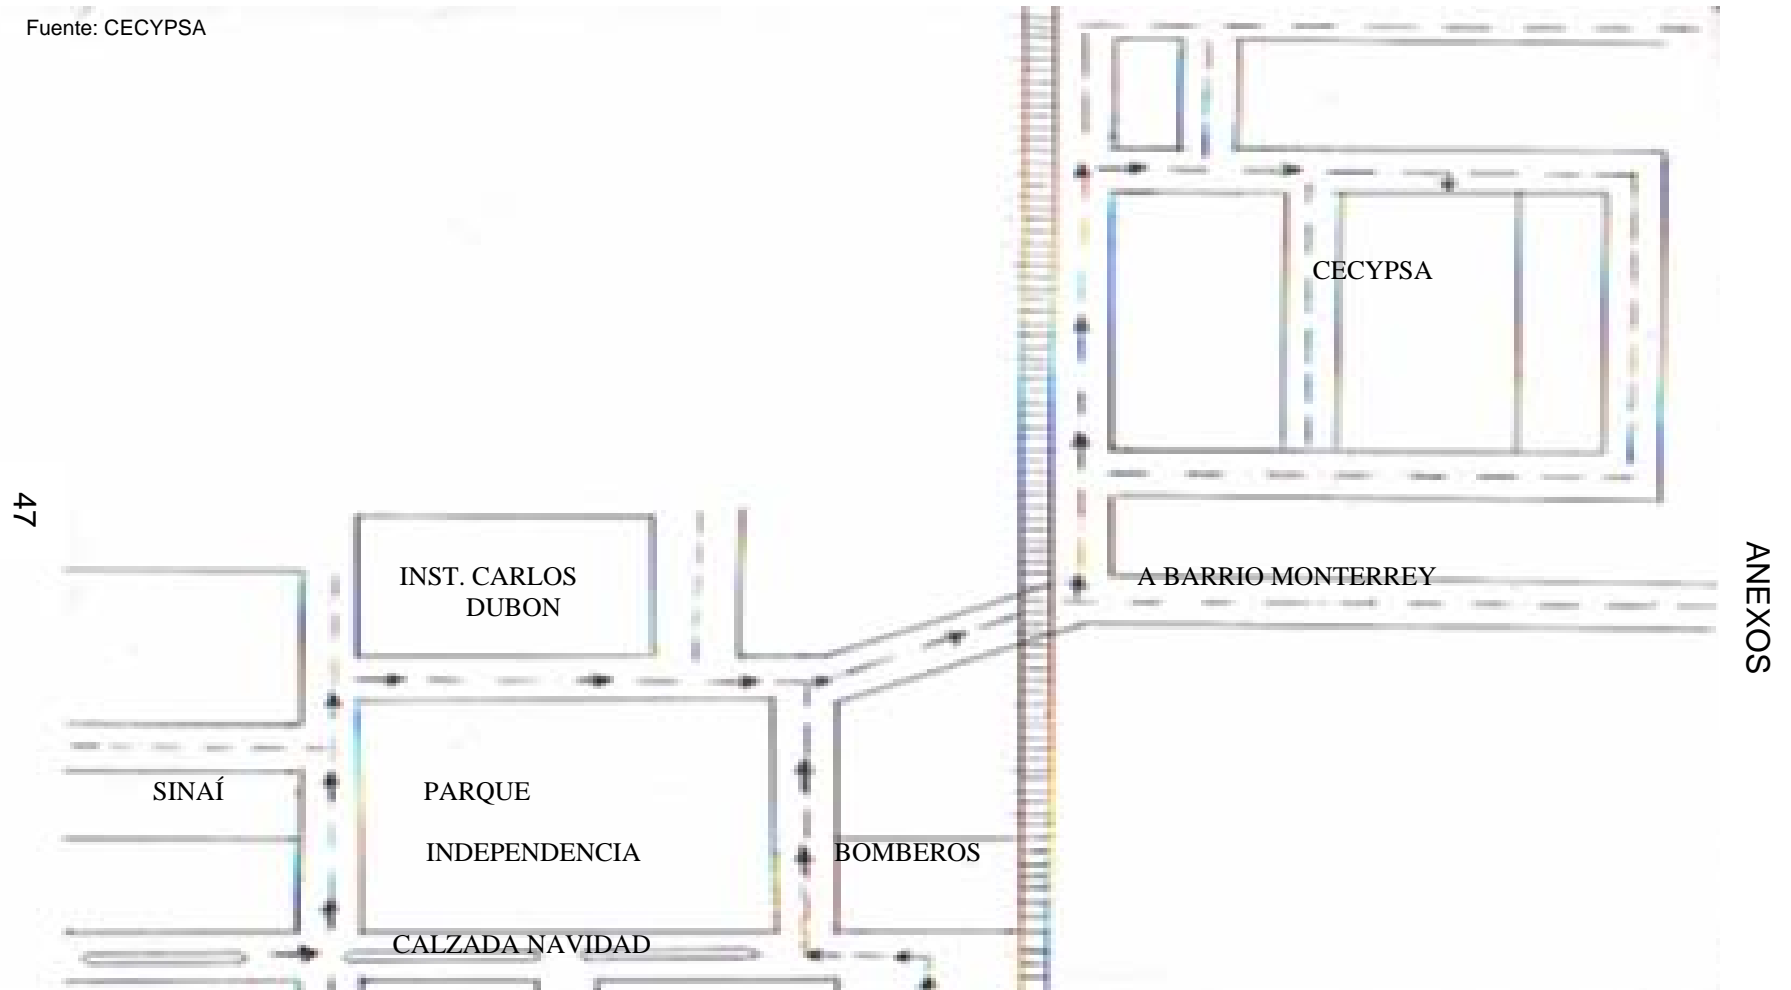 Fuente: CECYPSA
CECYPSA
INST. CARLOS
DUBON
A BARRIO MONTERREY
SINAÍ
PARQUE
INDEPENDENCIA
BOMBEROS
CALZADA NAVIDAD
47
ANEXOS